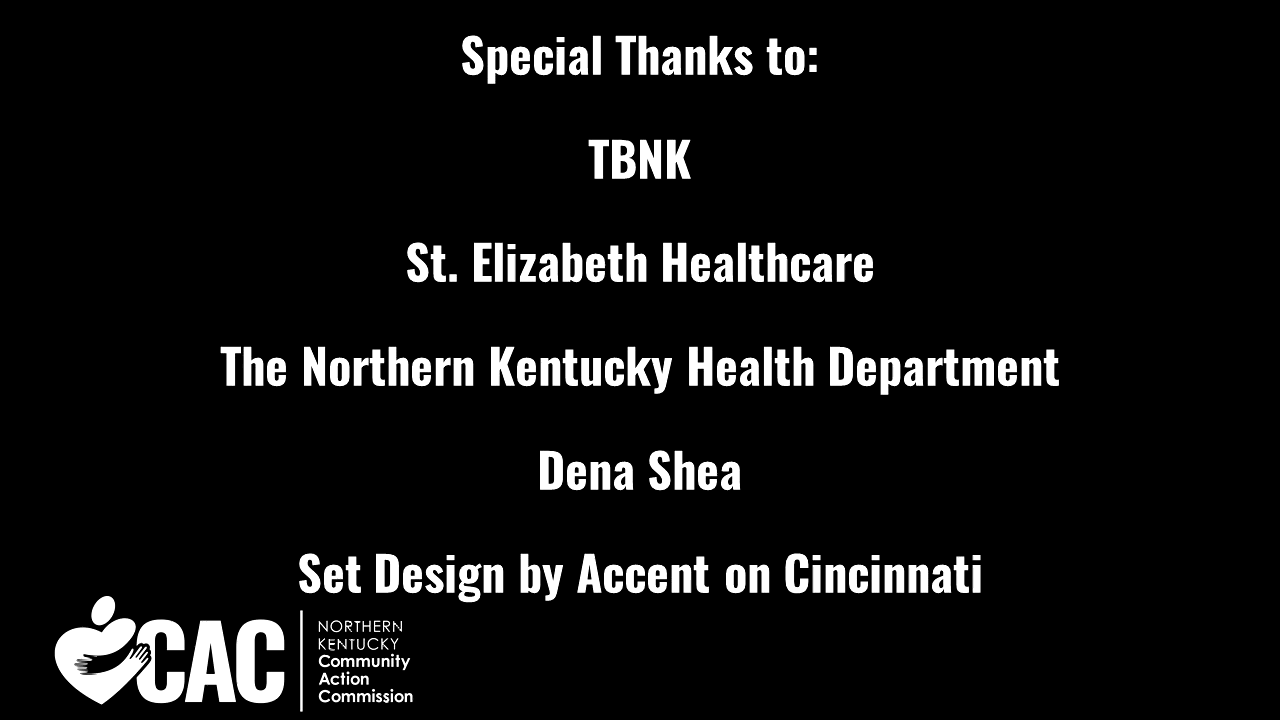 Special Thanks to:
TBNK
St. Elizabeth Healthcare
The Northern Kentucky Health Department
Dena Shea
Set Design by Accent on Cincinnati
CAC
NORTHERN
KENTUCKY
Community
Action
Commission